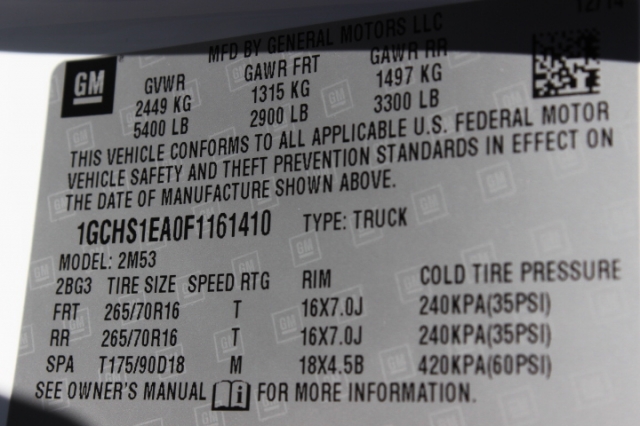 12/14
MFD BY GENERAL MOTORS LLC
GM
GVWR GAWR FRT GAWR RR
2449 KG 1315 KG 1497 KG
5400 LB 2900 LB 3300 LB
THIS VEHICLE CONFORMS TO ALL APPLICABLE U.S. FEDERAL MOTOR
VEHICLE SAFETY AND THEFT PREVENTION STANDARDS IN EFFECT ON
THE DATE OF MANUFACTURE SHOWN ABOVE.
1GCHS1EA0F1161410 TYPE: TRUCK
MODEL: 2M53
2BG3 TIRE SIZE SPEED RTG RIM COLD TIRE PRESSURE
FRT 265/70R16 T 16X7.0J 240KPA(35PSI)
RR 265/70R16 T 16X7.0J 240KPA(35PSI)
SPA T175/90D18 M 18X4.5B 420KPA(60PSI)
SEE OWNER'S MANUAL FOR MORE INFORMATION.